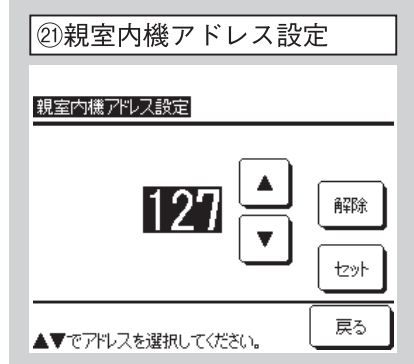 ㉑親室内機アドレス設定
親室内機アドレス設定
127
▲
▼
解除
セット
▲▼でアドレスを選択してください。
戻る